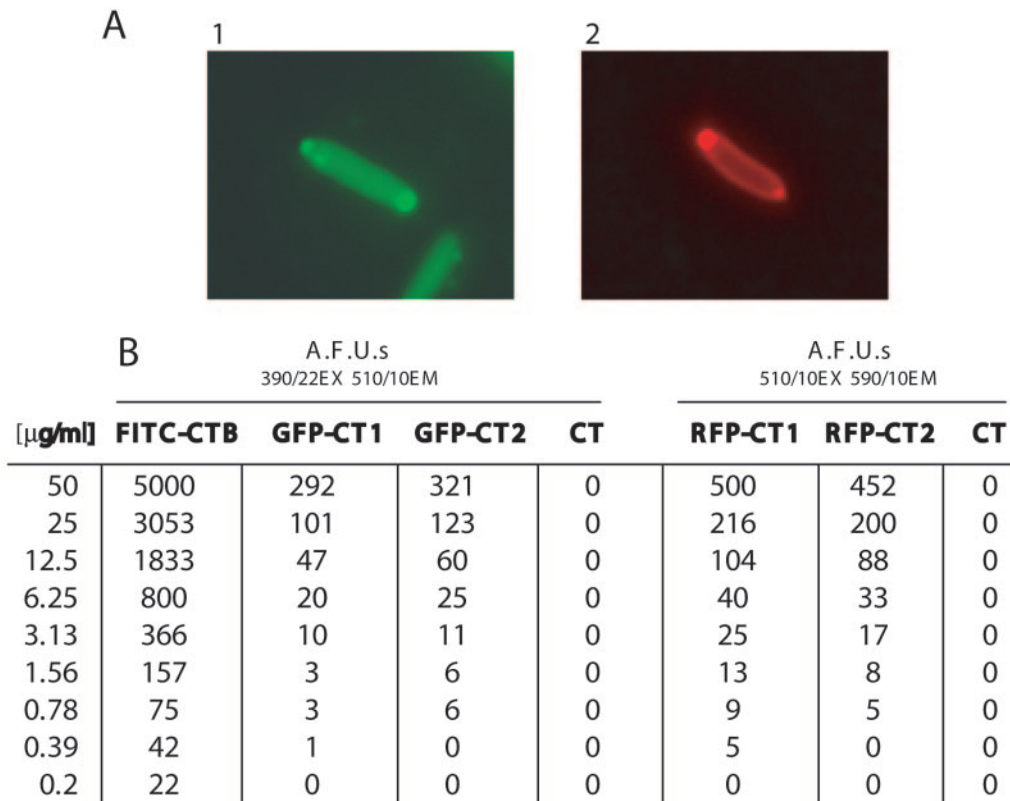 A
1 2
B
A.F.U.s A.F.U.s
390/22EX 510/10EM 510/10EX 590/10EM
[µg/ml] FITC-CTB GFP-CT1 GFP-CT2 CT RFP-CT1 RFP-CT2 CT
50 5000 292 321 0 500 452 0
25 3053 101 123 0 216 200 0
12.5 1833 47 60 0 104 88 0
6.25 800 20 25 0 40 33 0
3.13 366 10 11 0 25 17 0
1.56 157 3 6 0 13 8 0
0.78 75 3 6 0 9 5 0
0.39 42 1 0 0 5 0 0
0.2 22 0 0 0 0 0 0